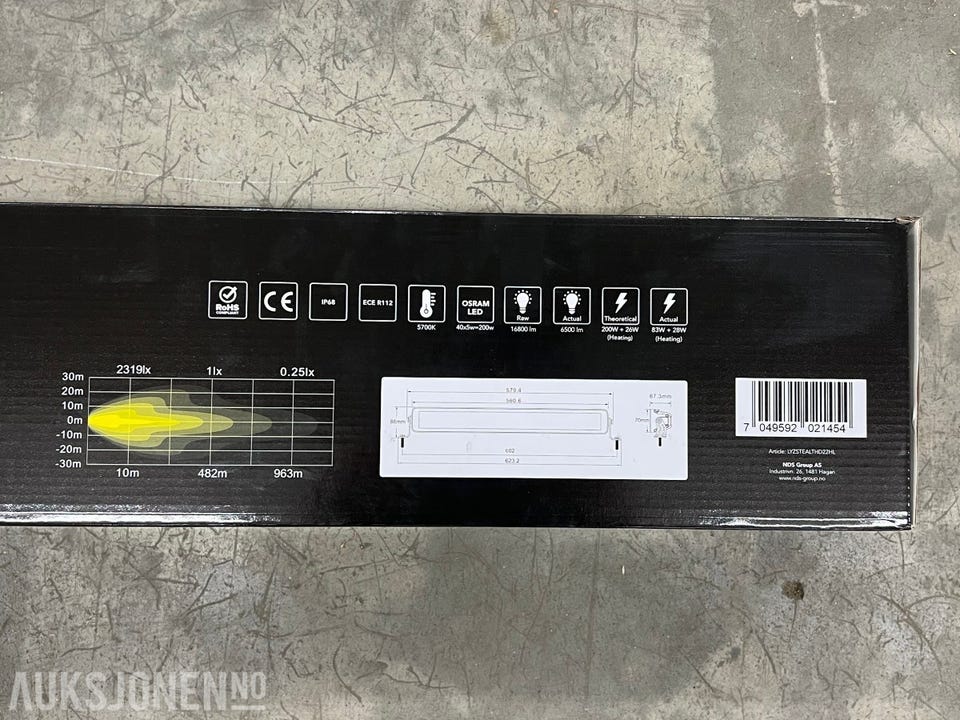 RoHS
COMPLIANT
CE
IP68
ECE R112
5700K
OSRAM
LED
40x5w=200w
Raw
16800 lm
Actual
6500 lm
Theoretical
200W + 26W
(Heating)
Actual
83W + 28W
(Heating)
2319lx 1lx 0.25lx
30m
20m
10m
0m
-10m
-20m
-30m
10m 482m 963m
579.4
560.6
602
623.2
67.3mm
70mm
7 049592 021454
Article: LYZSTEALTHD22HL
NDS Group AS
Industrivn. 26, 1481 Hagan
www.nds-group.no
AUKSJONEN.NO